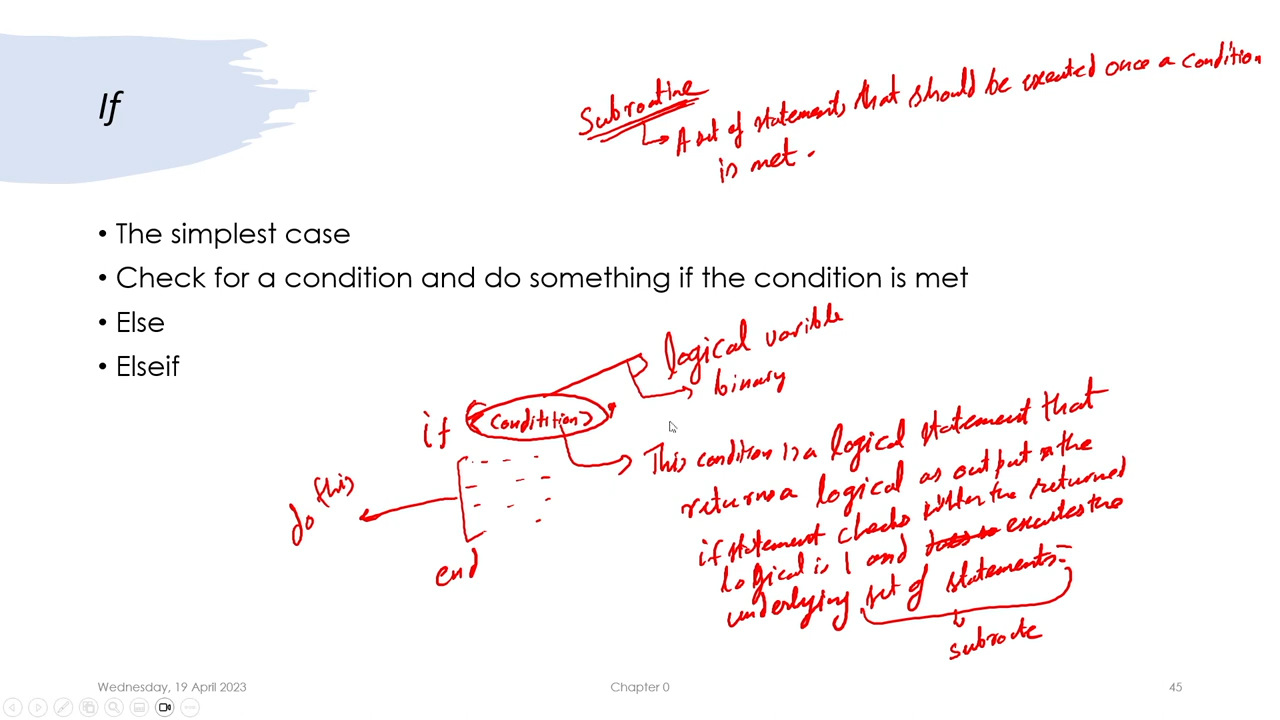 If
Subroutine
A set of statements that should be executed once a condition
is met.
• The simplest case
• Check for a condition and do something if the condition is met
• Else
• Elseif
logical varible
binary
if (condition)
do this
end
This condition is a logical statement that
returns a logical as output the
if statement checks the returned
logical is 1 and executes the
underlying set of statements
subroute
Wednesday, 19 April 2023
Chapter 0
45